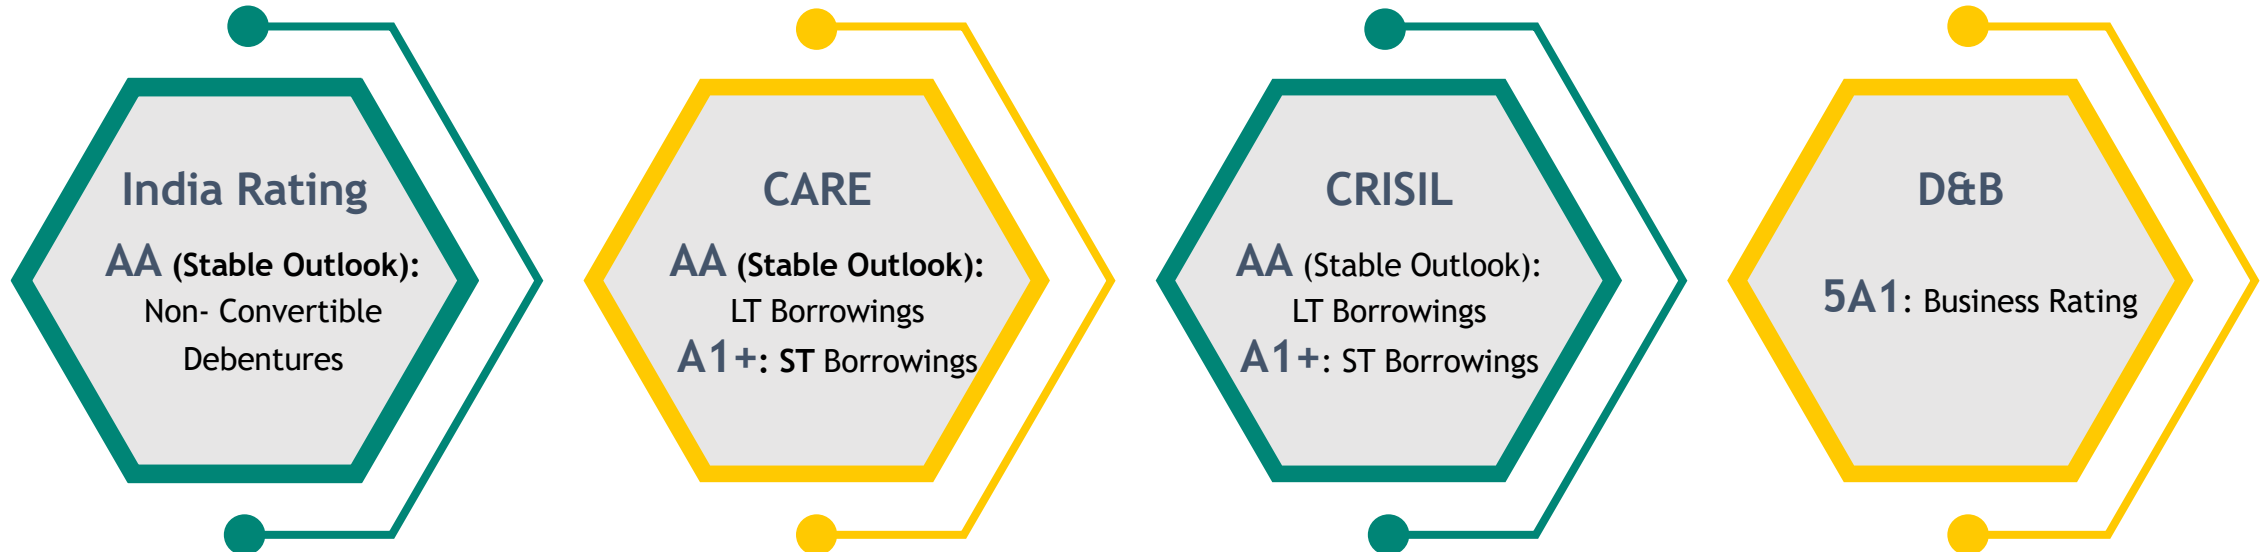 India Rating
AA (Stable Outlook):
Non- Convertible
Debentures
CARE
AA (Stable Outlook):
LT Borrowings
A1+: ST Borrowings
CRISIL
AA (Stable Outlook):
LT Borrowings
A1+: ST Borrowings
D&B
5A1: Business Rating